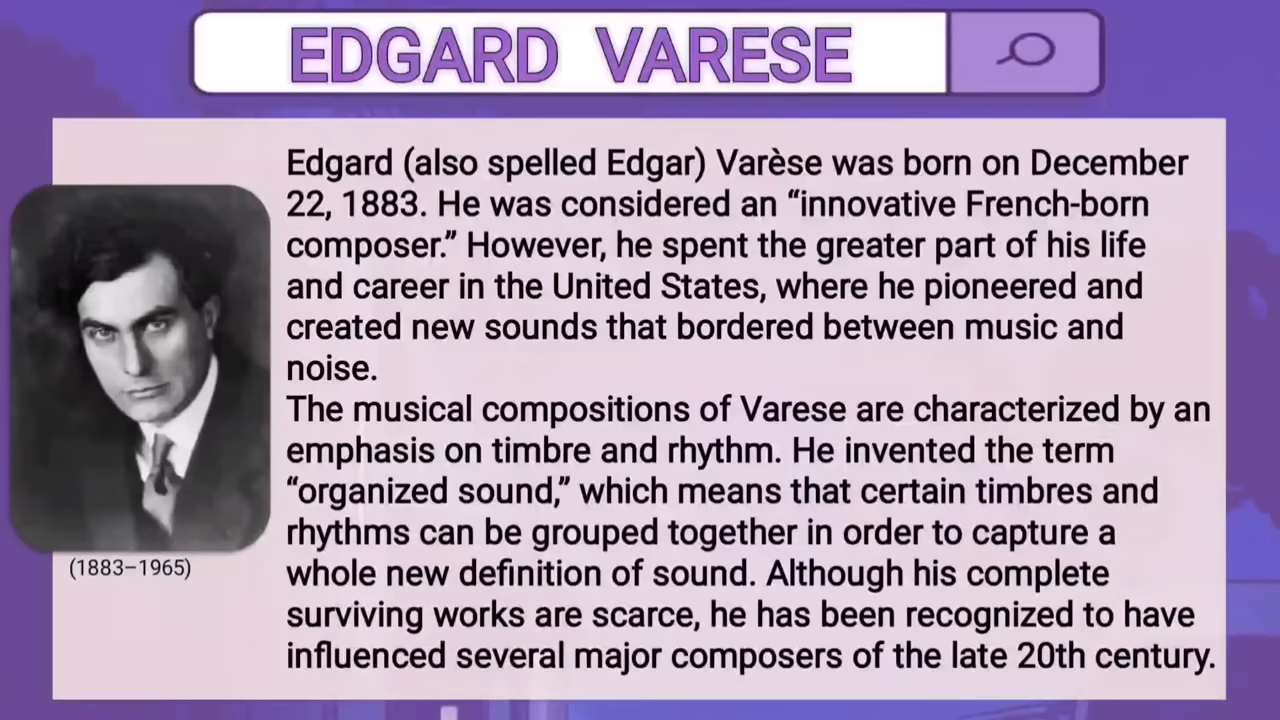 EDGARD VARESE
Edgard (also spelled Edgar) Varèse was born on December
22, 1883. He was considered an “innovative French-born
composer.” However, he spent the greater part of his life
and career in the United States, where he pioneered and
created new sounds that bordered between music and
noise.
The musical compositions of Varese are characterized by an
emphasis on timbre and rhythm. He invented the term
“organized sound,” which means that certain timbres and
rhythms can be grouped together in order to capture a
whole new definition of sound. Although his complete
surviving works are scarce, he has been recognized to have
influenced several major composers of the late 20th century.
(1883–1965)